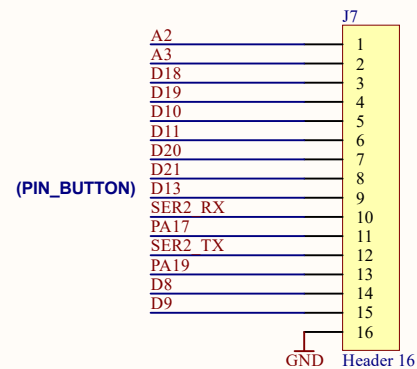 J7
A2 1
A3 2
D18 3
D19 4
D10 5
D11 6
D20 7
D21 8
(PIN_BUTTON) D13 9
SER2_RX 10
PA17 11
SER2_TX 12
PA19 13
D8 14
D9 15
16
GND Header 16